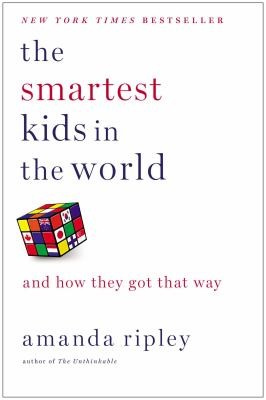 NEW YORK TIMES BESTSELLER
the
smartest
kids in
the world
and how they got that way
amanda ripley
author of The Unthinkable